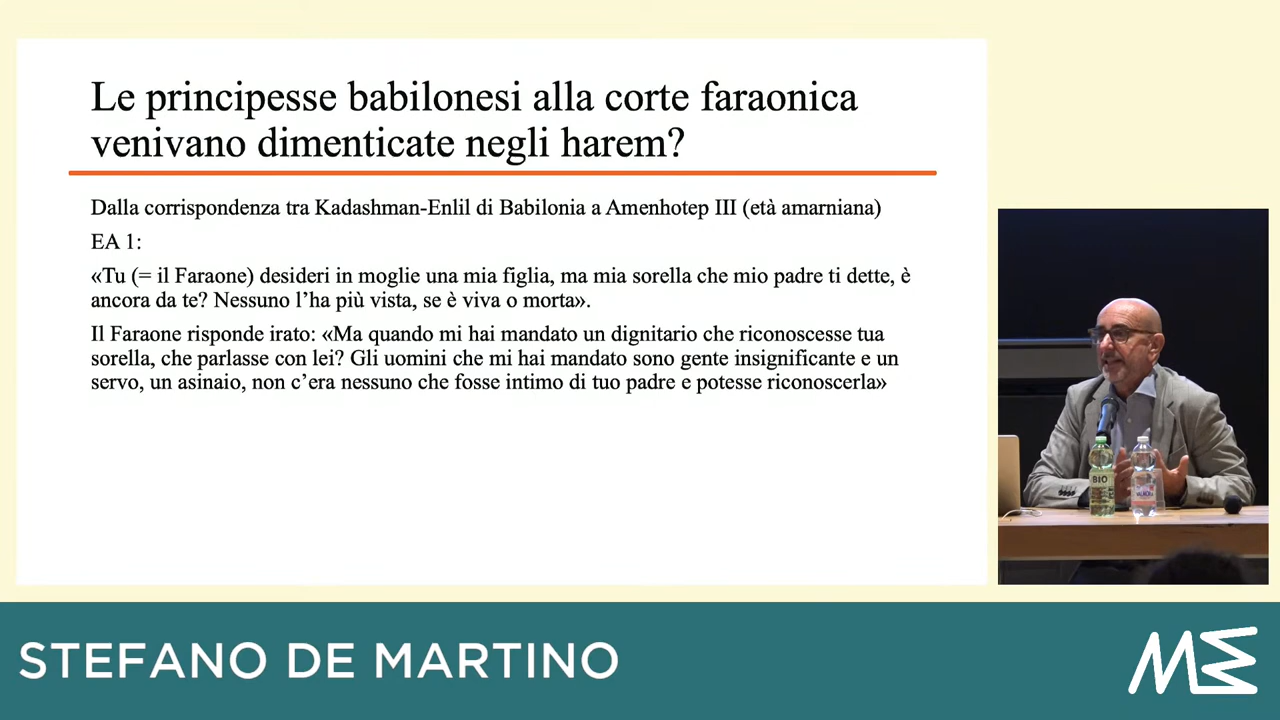 Le principesse babilonesi alla corte faraonica
venivano dimenticate negli harem?
Dalla corrispondenza tra Kadashman-Enlil di Babilonia a Amenhotep III (età amarniana)
EA 1:
«Tu (= il Faraone) desideri in moglie una mia figlia, ma mia sorella che mio padre ti dette, è
ancora da te? Nessuno l’ha più vista, se è viva o morta».
Il Faraone risponde irato: «Ma quando mi hai mandato un dignitario che riconoscesse tua
sorella, che parlasse con lei? Gli uomini che mi hai mandato sono gente insignificante e un
servo, un asinaio, non c’era nessuno che fosse intimo di tuo padre e potesse riconoscerla»
BIO
STEFANO DE MARTINO
ME